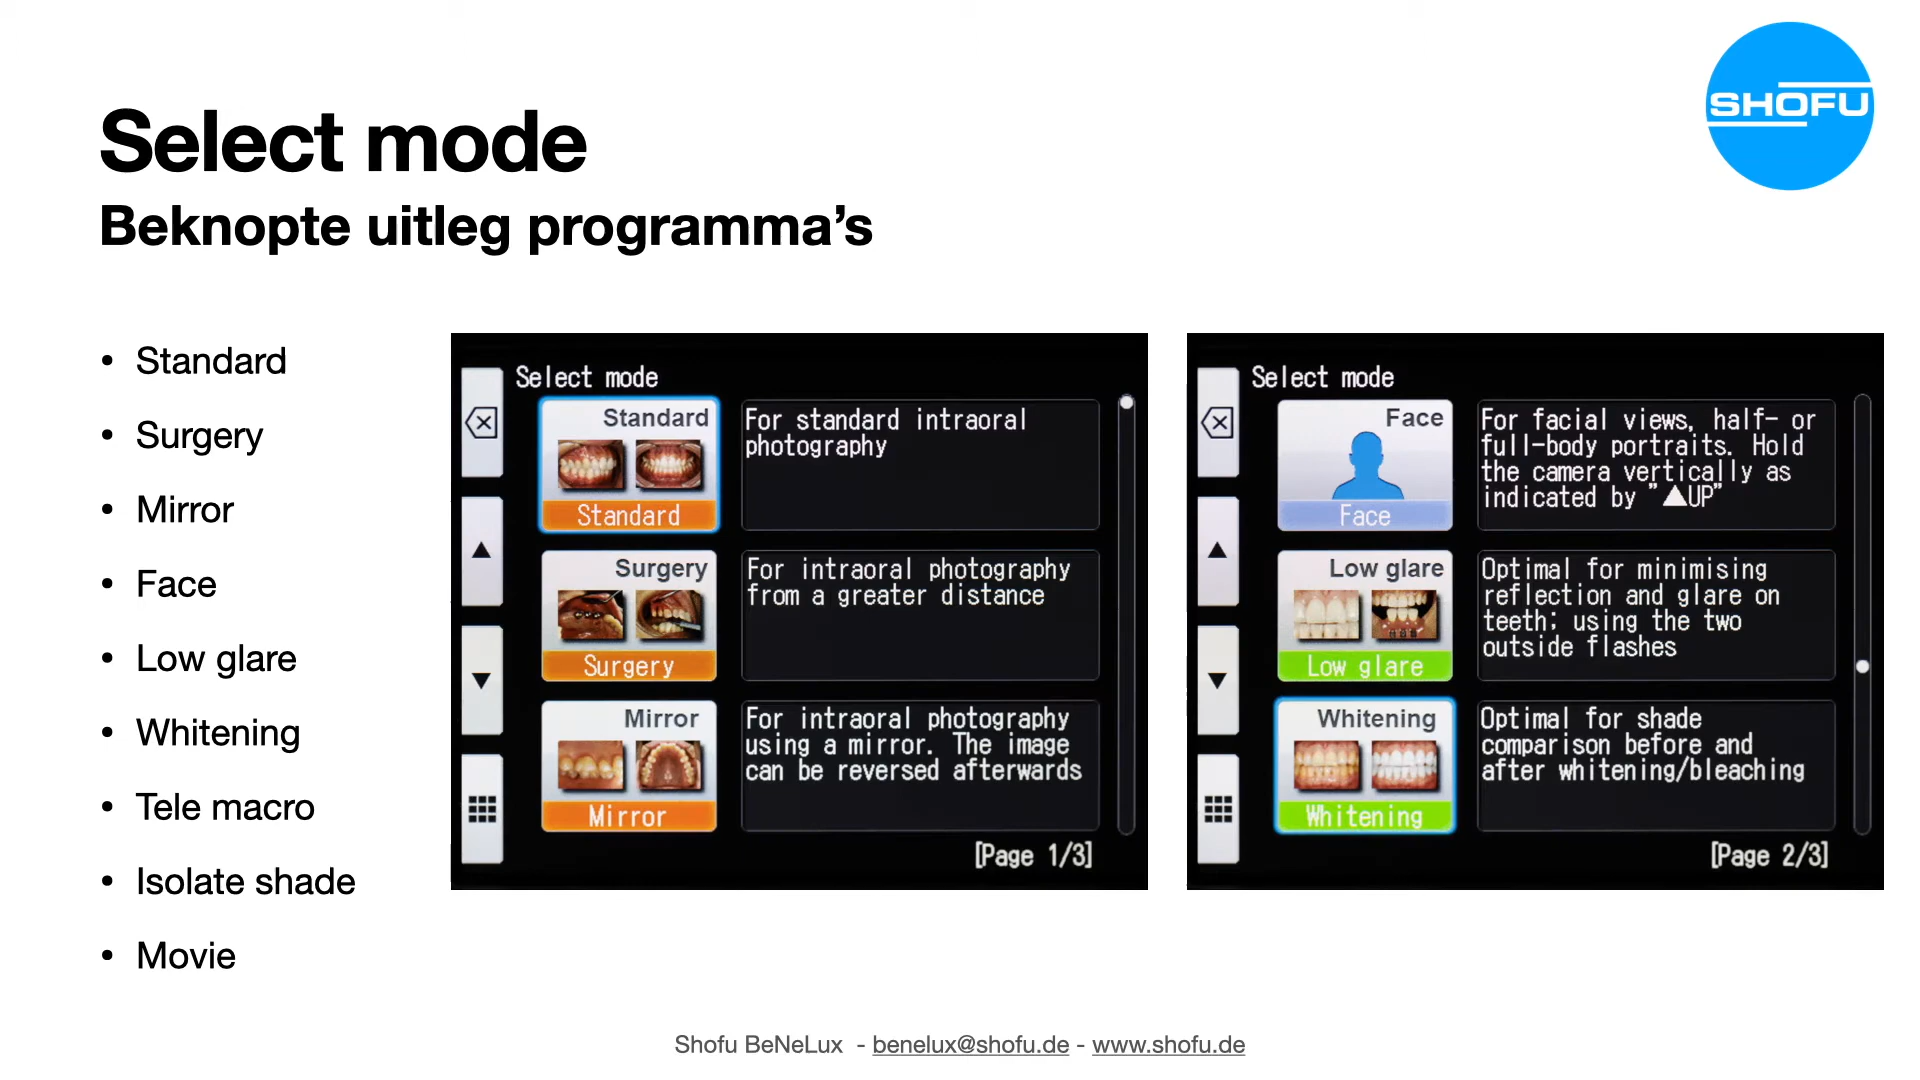 SHOFU
Select mode
Beknopte uitleg programma’s
• Standard
• Surgery
• Mirror
• Face
• Low glare
• Whitening
• Tele macro
• Isolate shade
• Movie
Select mode
Standard
Standard
For standard intraoral
photography
Surgery
Surgery
For intraoral photography
from a greater distance
Mirror
Mirror
For intraoral photography
using a mirror. The image
can be reversed afterwards
[Page 1/3]
Select mode
Face
Face
For facial views, half- or
full-body portraits. Hold
the camera vertically as
indicated by "▲UP"
Low glare
Low glare
Optimal for minimising
reflection and glare on
teeth; using the two
outside flashes
Whitening
Whitening
Optimal for shade
comparison before and
after whitening/bleaching
[Page 2/3]
Shofu BeNeLux - benelux@shofu.de - www.shofu.de